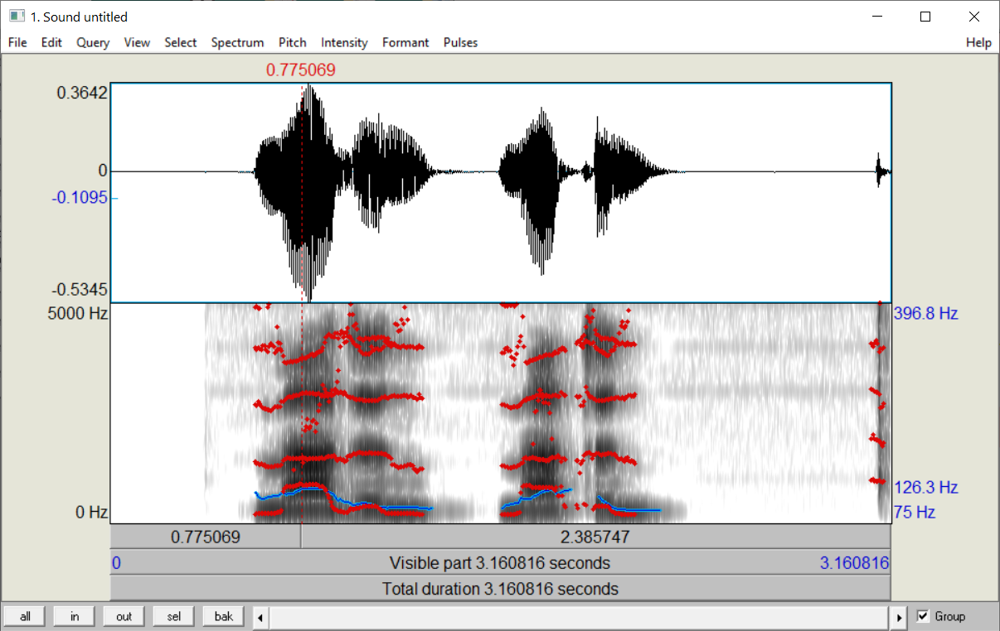 1. Sound untitled
File Edit Query View Select Spectrum Pitch Intensity Formant Pulses Help
0.775069
0.3642
0
-0.1095
-0.5345
5000 Hz 396.8 Hz
126.3 Hz
0 Hz 75 Hz
0.775069 2.385747
0 Visible part 3.160816 seconds 3.160816
Total duration 3.160816 seconds
all in out sel bak Group